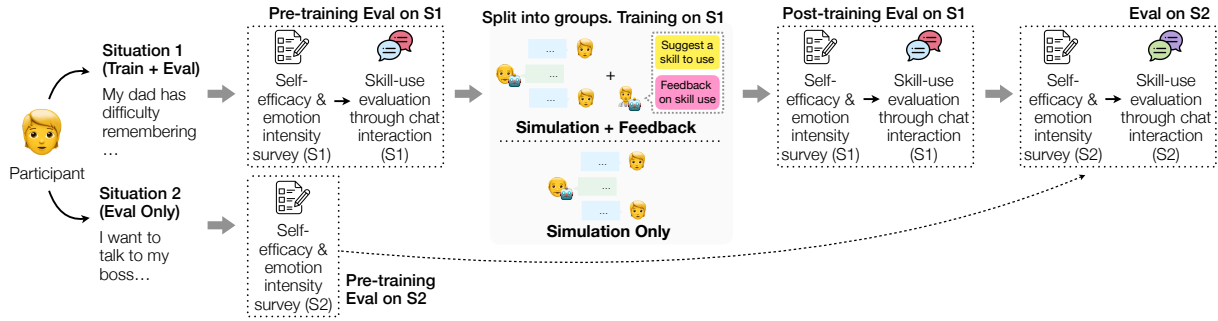 Participant
Situation 1
(Train + Eval)
My dad has
difficulty
remembering
...
Situation 2
(Eval Only)
I want to
talk to my
boss...
Pre-training Eval on S1
Self-
efficacy &
emotion
intensity
survey (S1)
Skill-use
evaluation
through chat
interaction
(S1)
Self-
efficacy &
emotion
intensity
survey (S2)
Pre-training
Eval on S2
Split into groups. Training on S1
...
...
...
+
Suggest a
skill to use
Feedback
on skill use
Simulation + Feedback
...
...
...
Simulation Only
Post-training Eval on S1
Self-
efficacy &
emotion
intensity
survey (S1)
Skill-use
evaluation
through chat
interaction
(S1)
Eval on S2
Self-
efficacy &
emotion
intensity
survey (S2)
Skill-use
evaluation
through chat
interaction
(S2)